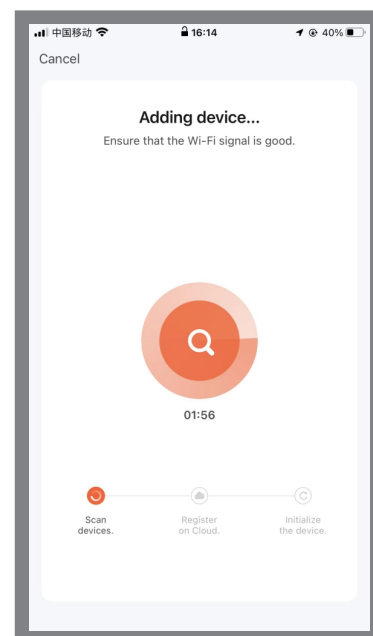 中国移动 16:14 40%
Cancel
Adding device...
Ensure that the Wi-Fi signal is good.
01:56
Scan devices.
Register on Cloud.
Initialize the device.